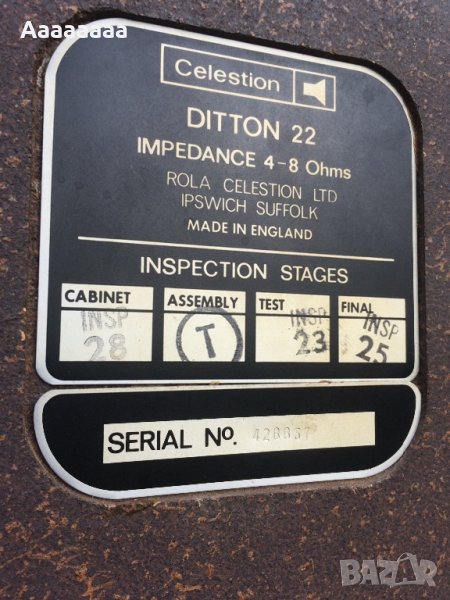 Aaaaaaaa
Celestion
DITTON 22
IMPEDANCE 4-8 Ohms
ROLA CELESTION LTD
IPSWICH SUFFOLK
MADE IN ENGLAND
INSPECTION STAGES
CABINET ASSEMBLY TEST FINAL
INSP 28 T INSP 23 INSP 25
SERIAL No.
BAZAR